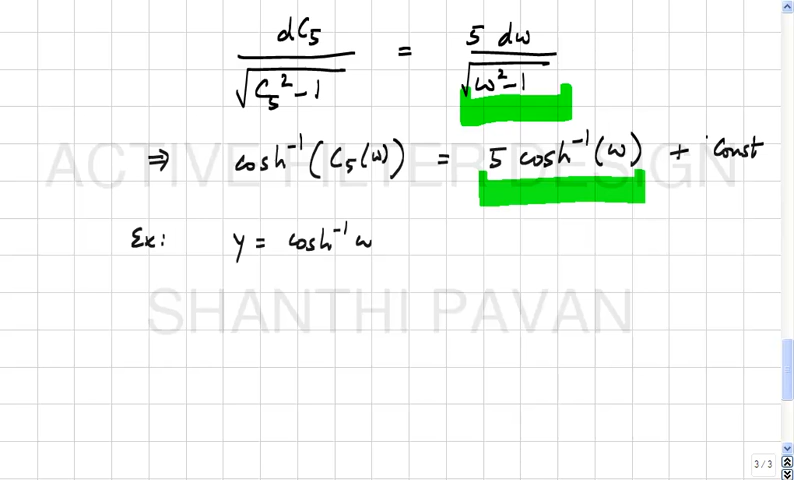 dC₅ / √(C₅² - 1) = 5 dω / √(ω² - 1)
⇒ cosh⁻¹(C₅(ω)) = 5 cosh⁻¹(ω) + const
ACTIVE FILTER DESIGN
Ex: y = cosh⁻¹ ω
SHANTHI PAVAN
3 / 3